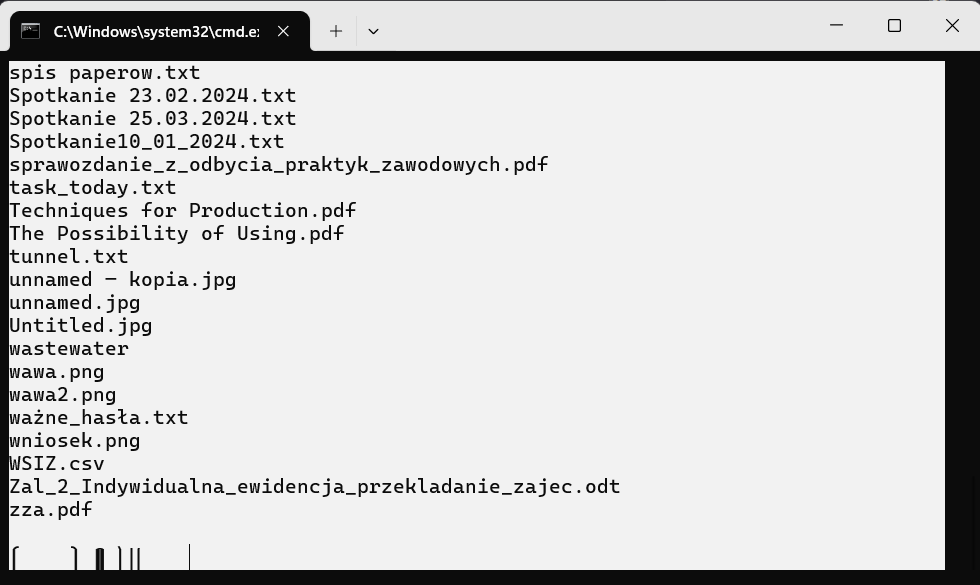 C:\Windows\system32\cmd.e
spis paperow.txt
Spotkanie 23.02.2024.txt
Spotkanie 25.03.2024.txt
Spotkanie10_01_2024.txt
sprawozdanie_z_odbycia_praktyk_zawodowych.pdf
task_today.txt
Techniques for Production.pdf
The Possibility of Using.pdf
tunnel.txt
unnamed — kopia.jpg
unnamed.jpg
Untitled.jpg
wastewater
wawa.png
wawa2.png
ważne_hasła.txt
wniosek.png
WSIZ.csv
Zal_2_Indywidualna_ewidencja_przekladanie_zajec.odt
zza.pdf